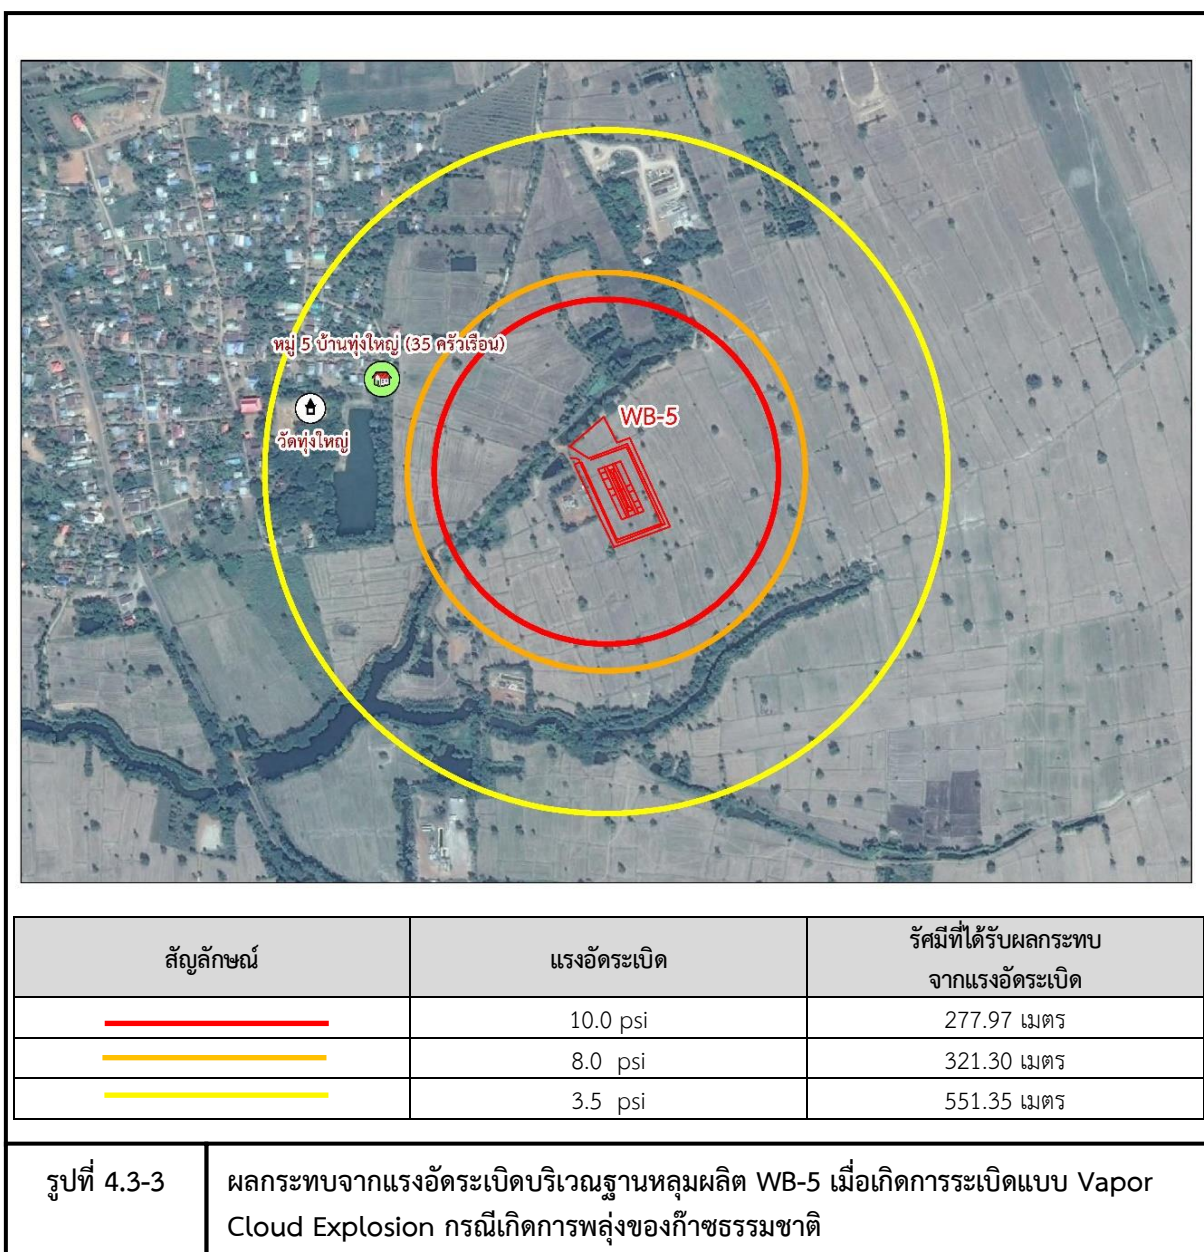 หมู่ 5 บ้านทุ่งใหญ่ (35 ครัวเรือน)
วัดทุ่งใหญ่
WB-5
สัญลักษณ์
แรงอัดระเบิด
รัศมีที่ได้รับผลกระทบ
จากแรงอัดระเบิด
10.0 psi
277.97 เมตร
8.0 psi
321.30 เมตร
3.5 psi
551.35 เมตร
รูปที่ 4.3-3
ผลกระทบจากแรงอัดระเบิดบริเวณฐานหลุมผลิต WB-5 เมื่อเกิดการระเบิดแบบ Vapor
Cloud Explosion กรณีเกิดการพลุ่งของก๊าซธรรมชาติ